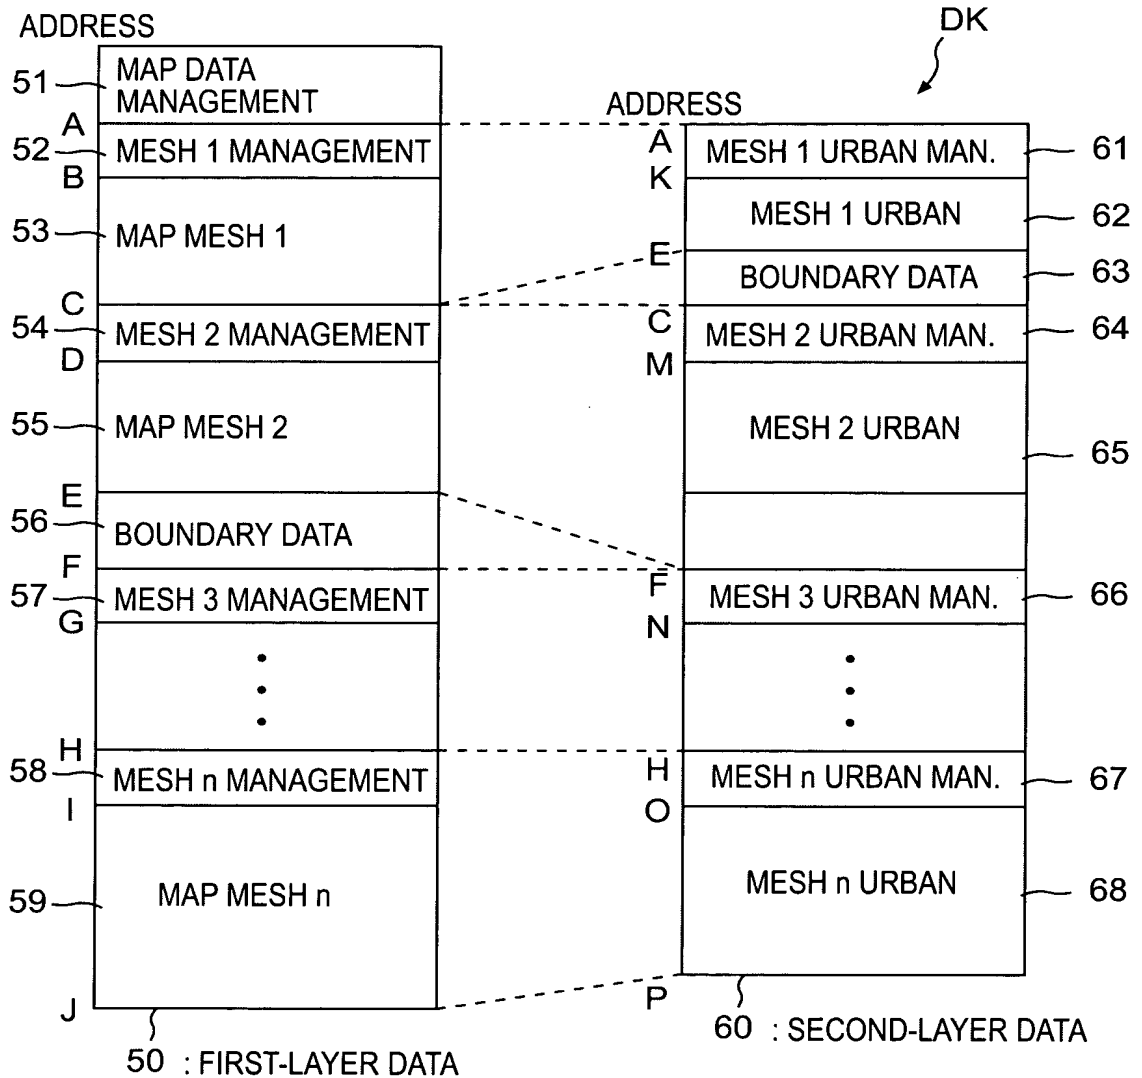 DK
ADDRESS
51
MAP DATA
MANAGEMENT
A
52
MESH 1 MANAGEMENT
B
53
MAP MESH 1
C
54
MESH 2 MANAGEMENT
D
55
MAP MESH 2
E
56
BOUNDARY DATA
F
57
MESH 3 MANAGEMENT
G
H
58
MESH n MANAGEMENT
I
59
MAP MESH n
J
50 : FIRST-LAYER DATA
ADDRESS
A
MESH 1 URBAN MAN.
61
K
MESH 1 URBAN
62
E
BOUNDARY DATA
63
C
MESH 2 URBAN MAN.
64
M
MESH 2 URBAN
65
F
MESH 3 URBAN MAN.
66
N
H
MESH n URBAN MAN.
67
O
MESH n URBAN
68
P
60 : SECOND-LAYER DATA